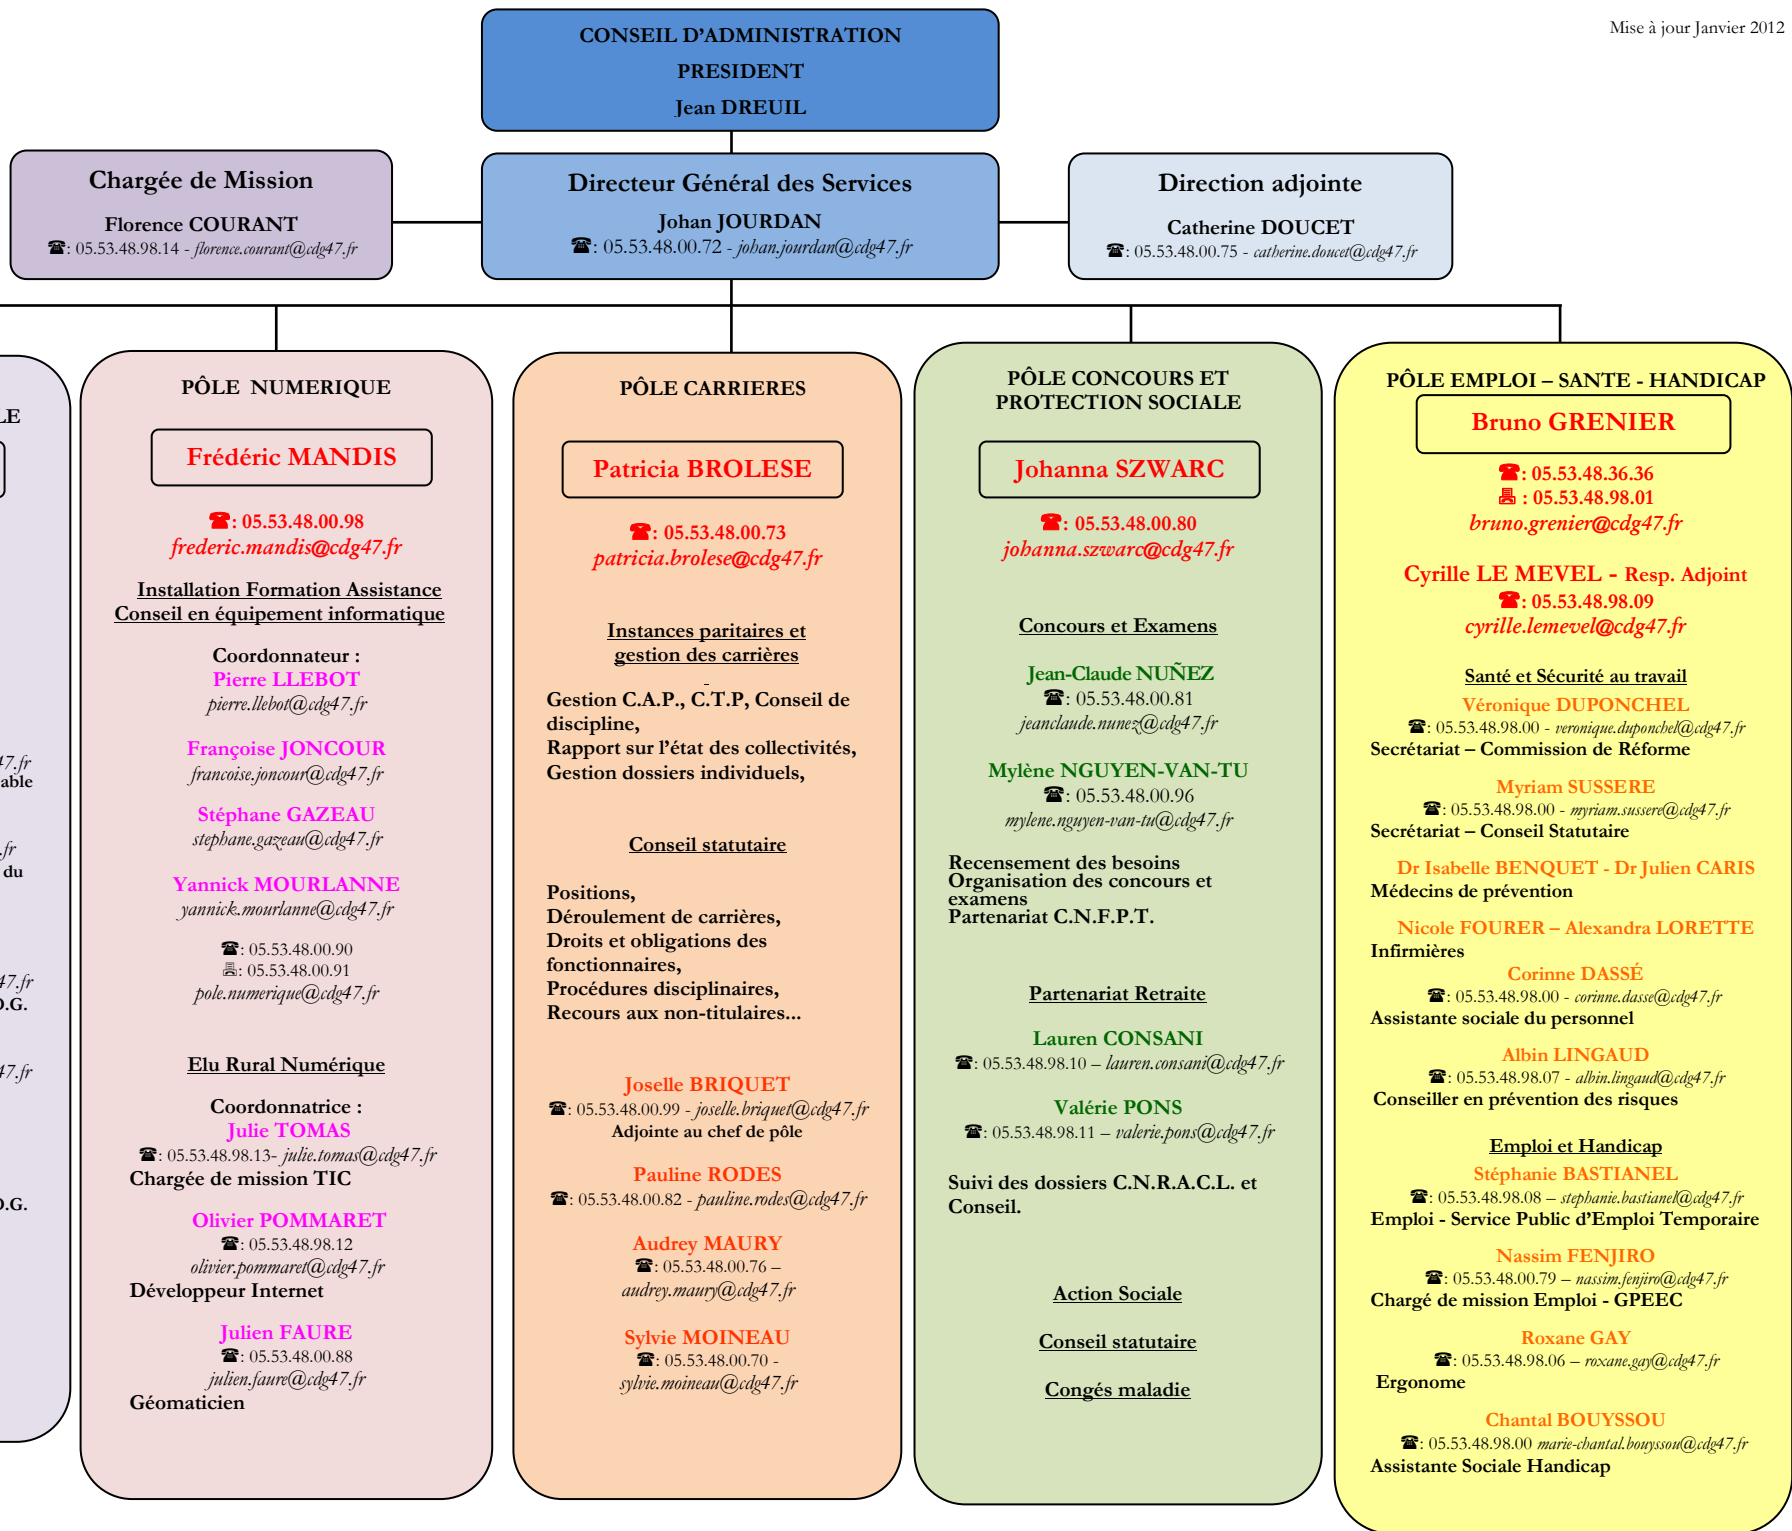 Mise à jour Janvier 2012
CONSEIL D'ADMINISTRATION
PRESIDENT
Jean DREUIL
Chargée de Mission
Florence COURANT
☎: 05.53.48.98.14 - florence.courant@cdg47.fr
Directeur Général des Services
Johan JOURDAN
☎: 05.53.48.00.72 - johan.jourdan@cdg47.fr
Direction adjointe
Catherine DOUCET
☎: 05.53.48.00.75 - catherine.doucet@cdg47.fr
LE
47.fr
able
.fr
du
47.fr
D.G.
47.fr
D.G.
PÔLE NUMERIQUE
Frédéric MANDIS
☎: 05.53.48.00.98
frederic.mandis@cdg47.fr
Installation Formation Assistance
Conseil en équipement informatique
Coordonnateur :
Pierre LLEBOT
pierre.llebot@cdg47.fr
Françoise JONCOUR
francoise.joncour@cdg47.fr
Stéphane GAZEAU
stephane.gazeau@cdg47.fr
Yannick MOURLANNE
yannick.mourlanne@cdg47.fr
☎: 05.53.48.00.90
🖷: 05.53.48.00.91
pole.numerique@cdg47.fr
Elu Rural Numérique
Coordonnatrice :
Julie TOMAS
☎: 05.53.48.98.13- julie.tomas@cdg47.fr
Chargée de mission TIC
Olivier POMMARET
☎: 05.53.48.98.12
olivier.pommaret@cdg47.fr
Développeur Internet
Julien FAURE
☎: 05.53.48.00.88
julien.faure@cdg47.fr
Géomaticien
PÔLE CARRIERES
Patricia BROLESE
☎: 05.53.48.00.73
patricia.brolese@cdg47.fr
Instances paritaires et
gestion des carrières
Gestion C.A.P., C.T.P, Conseil de
discipline,
Rapport sur l'état des collectivités,
Gestion dossiers individuels,
Conseil statutaire
Positions,
Déroulement de carrières,
Droits et obligations des
fonctionnaires,
Procédures disciplinaires,
Recours aux non-titulaires...
Joselle BRIQUET
☎: 05.53.48.00.99 - joselle.briquet@cdg47.fr
Adjointe au chef de pôle
Pauline RODES
☎: 05.53.48.00.82 - pauline.rodes@cdg47.fr
Audrey MAURY
☎: 05.53.48.00.76 –
audrey.maury@cdg47.fr
Sylvie MOINEAU
☎: 05.53.48.00.70 -
sylvie.moineau@cdg47.fr
PÔLE CONCOURS ET
PROTECTION SOCIALE
Johanna SZWARC
☎: 05.53.48.00.80
johanna.szwarc@cdg47.fr
Concours et Examens
Jean-Claude NUÑEZ
☎: 05.53.48.00.81
jeanclaude.nunez@cdg47.fr
Mylène NGUYEN-VAN-TU
☎: 05.53.48.00.96
mylene.nguyen-van-tu@cdg47.fr
Recensement des besoins
Organisation des concours et
examens
Partenariat C.N.F.P.T.
Partenariat Retraite
Lauren CONSANI
☎: 05.53.48.98.10 – lauren.consani@cdg47.fr
Valérie PONS
☎: 05.53.48.98.11 – valerie.pons@cdg47.fr
Suivi des dossiers C.N.R.A.C.L. et
Conseil.
Action Sociale
Conseil statutaire
Congés maladie
PÔLE EMPLOI – SANTE - HANDICAP
Bruno GRENIER
☎: 05.53.48.36.36
🖷 : 05.53.48.98.01
bruno.grenier@cdg47.fr
Cyrille LE MEVEL - Resp. Adjoint
☎: 05.53.48.98.09
cyrille.lemevel@cdg47.fr
Santé et Sécurité au travail
Véronique DUPONCHEL
☎: 05.53.48.98.00 - veronique.duponchel@cdg47.fr
Secrétariat – Commission de Réforme
Myriam SUSSERE
☎: 05.53.48.98.00 - myriam.sussere@cdg47.fr
Secrétariat – Conseil Statutaire
Dr Isabelle BENQUET - Dr Julien CARIS
Médecins de prévention
Nicole FOURER – Alexandra LORETTE
Infirmières
Corinne DASSÉ
☎: 05.53.48.98.00 - corinne.dasse@cdg47.fr
Assistante sociale du personnel
Albin LINGAUD
☎: 05.53.48.98.07 - albin.lingaud@cdg47.fr
Conseiller en prévention des risques
Emploi et Handicap
Stéphanie BASTIANEL
☎: 05.53.48.98.08 – stephanie.bastianel@cdg47.fr
Emploi - Service Public d'Emploi Temporaire
Nassim FENJIRO
☎: 05.53.48.00.79 – nassim.fenjiro@cdg47.fr
Chargé de mission Emploi - GPEEC
Roxane GAY
☎: 05.53.48.98.06 – roxane.gay@cdg47.fr
Ergonome
Chantal BOUYSSOU
☎: 05.53.48.98.00 marie-chantal.bouyssou@cdg47.fr
Assistante Sociale Handicap